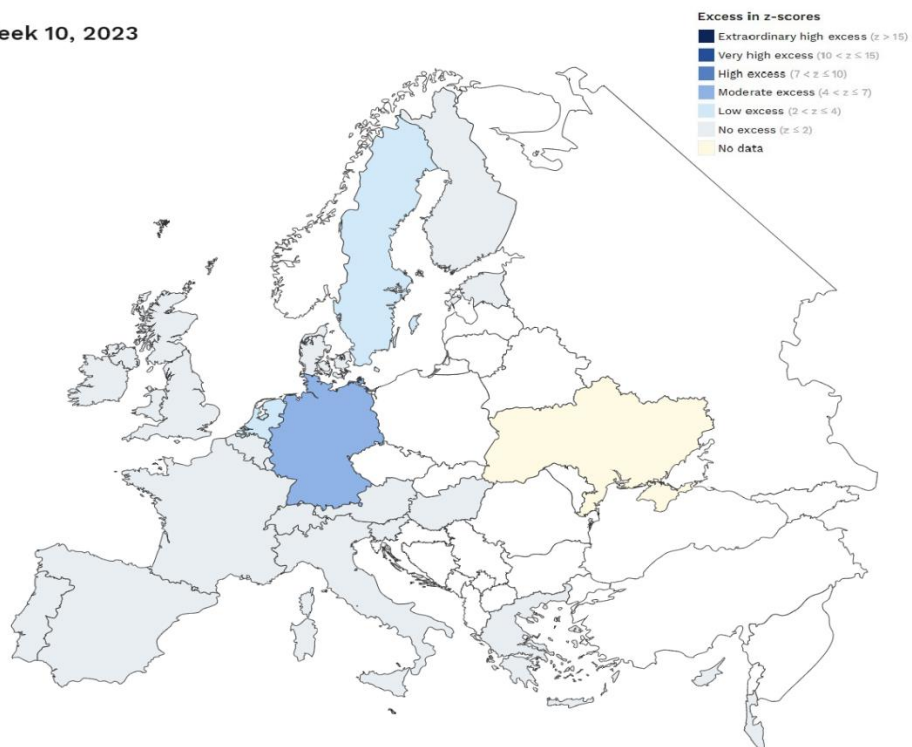 eek 10, 2023
Excess in z-scores
Extraordinary high excess (z > 15)
Very high excess (10 < z ≤ 15)
High excess (7 < z ≤ 10)
Moderate excess (4 < z ≤ 7)
Low excess (2 < z ≤ 4)
No excess (z ≤ 2)
No data